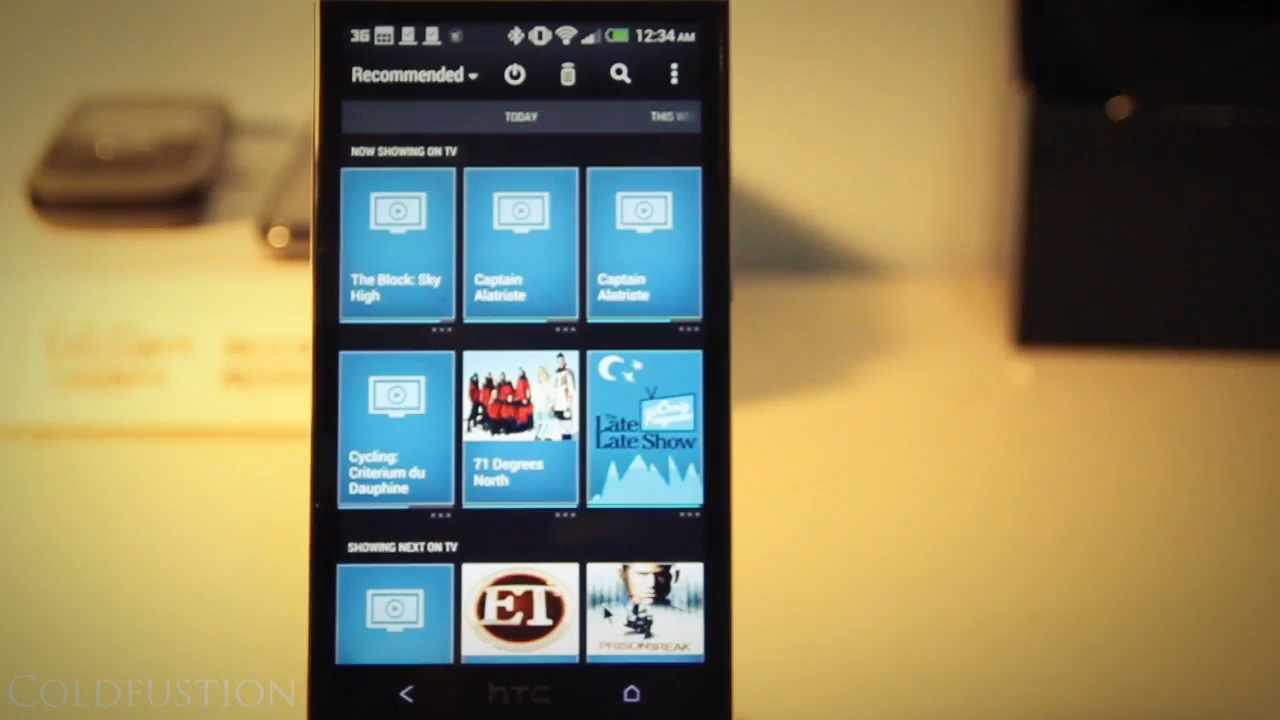 3G 12:34 AM
Recommended
TODAY
THIS W
NOW SHOWING ON TV
The Block: Sky
High
Captain
Alatriste
Captain
Alatriste
Cycling:
Criterium du
Dauphine
71 Degrees
North
The
Late
Late Show
SHOWING NEXT ON TV
ET
PRISON BREAK
hTC
COLDFUSTION